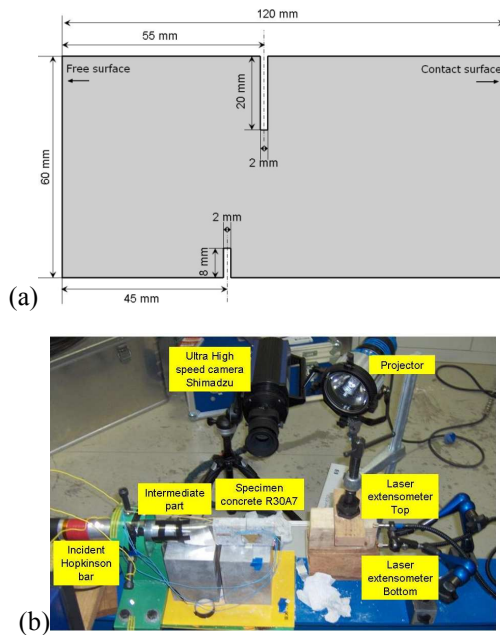 120 mm
55 mm
Free surface
Contact surface
20 mm
60 mm
2 mm
2 mm
8 mm
45 mm
(a)
Ultra High
speed camera
Shimadzu
Projector
Intermediate
part
Specimen
concrete R30A7
Laser
extensometer
Top
Incident
Hopkinson
bar
Laser
extensometer
Bottom
(b)